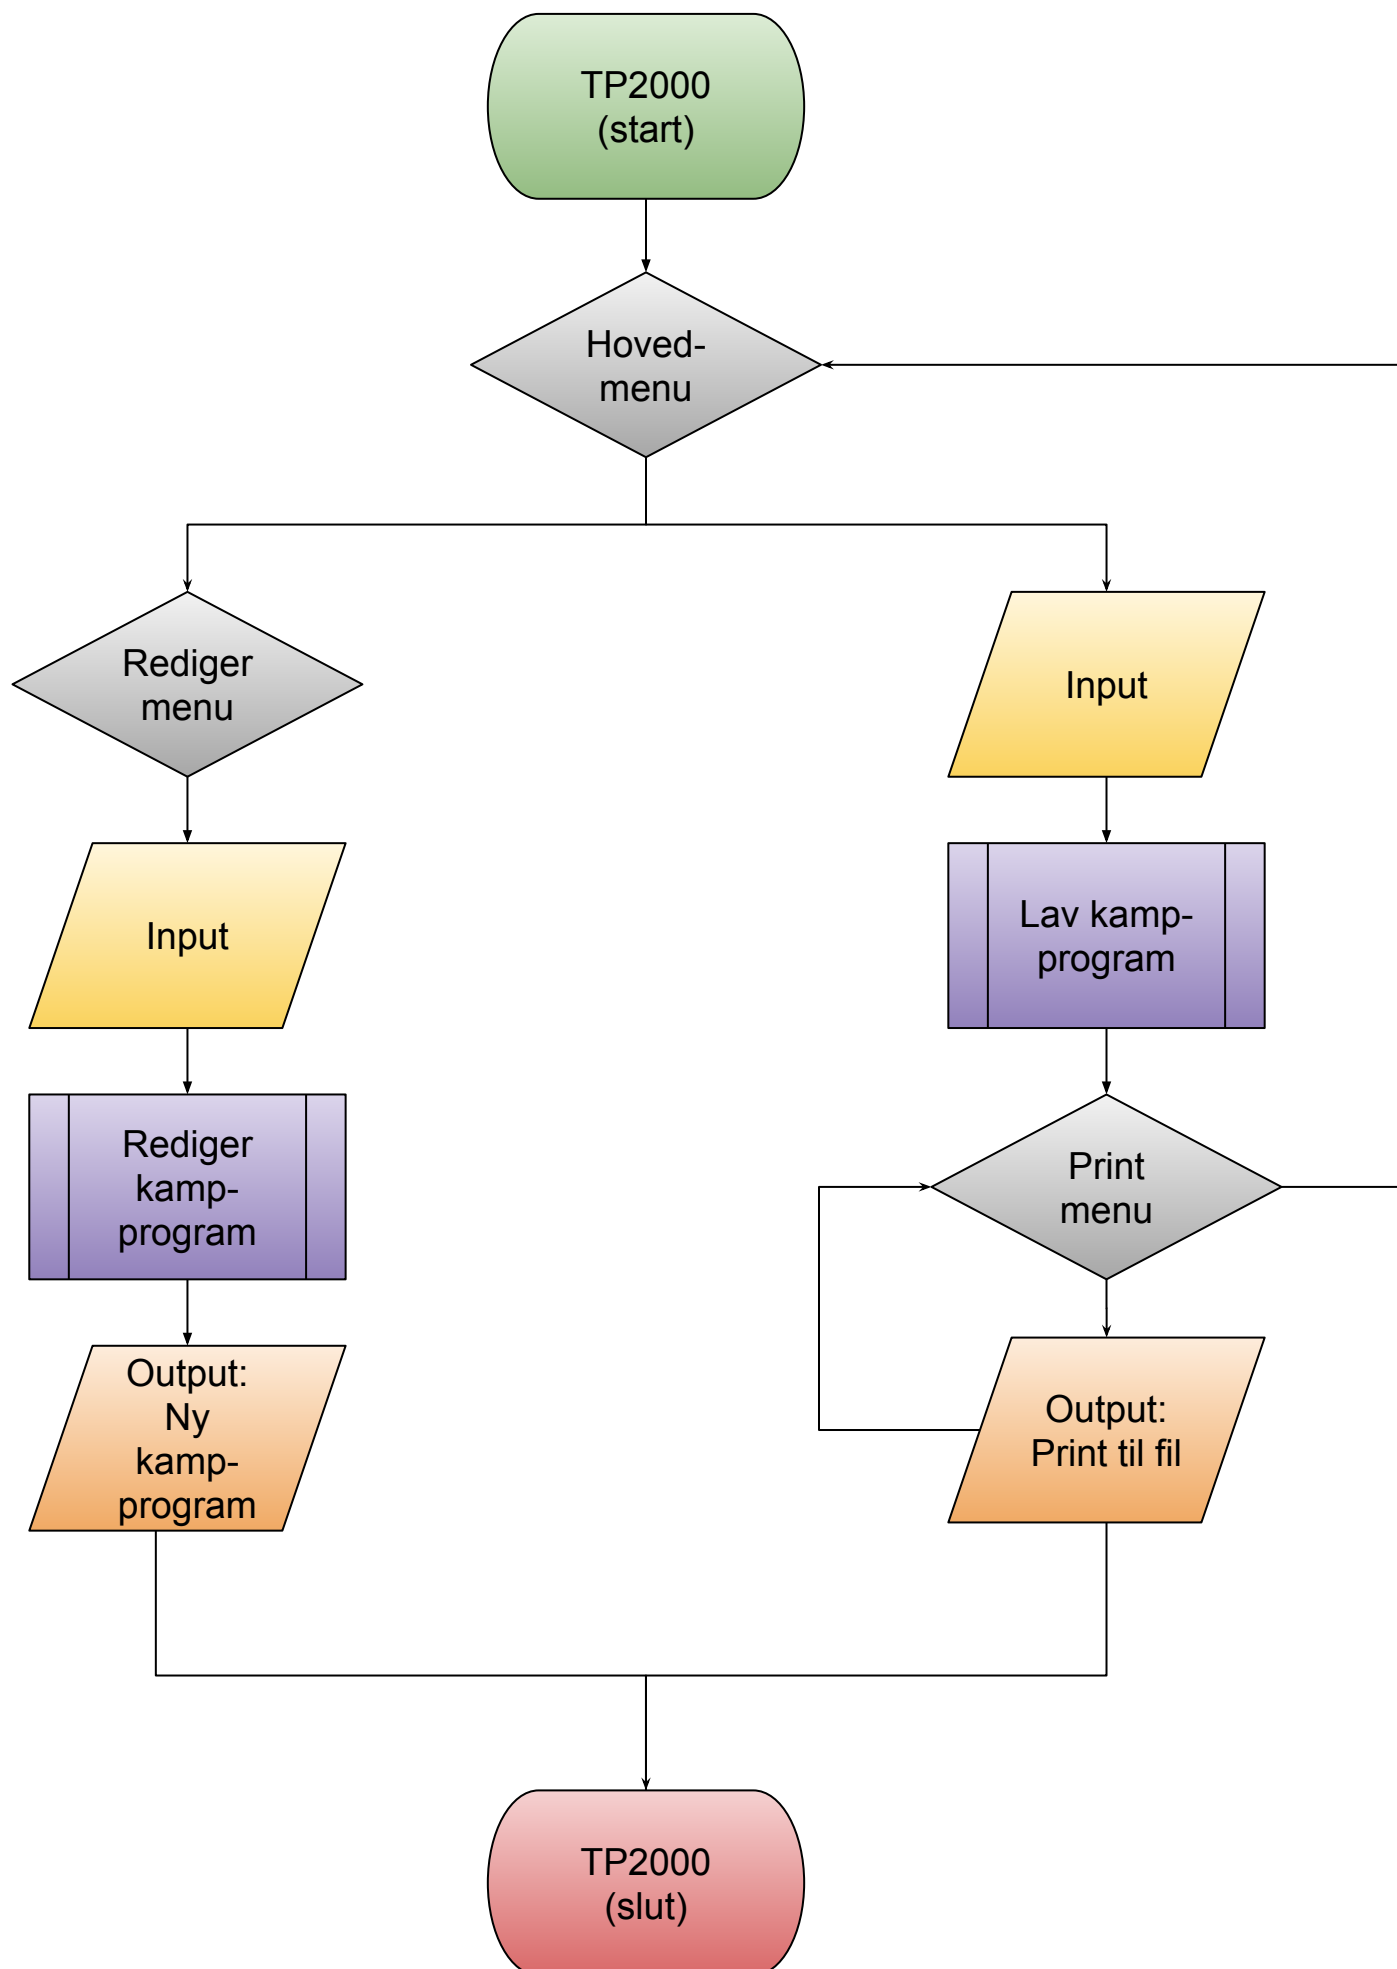 TP2000
(start)
Hoved-
menu
Rediger
menu
Input
Input
Lav kamp-
program
Rediger
kamp-
program
Print
menu
Output:
Ny
kamp-
program
Output:
Print til fil
TP2000
(slut)